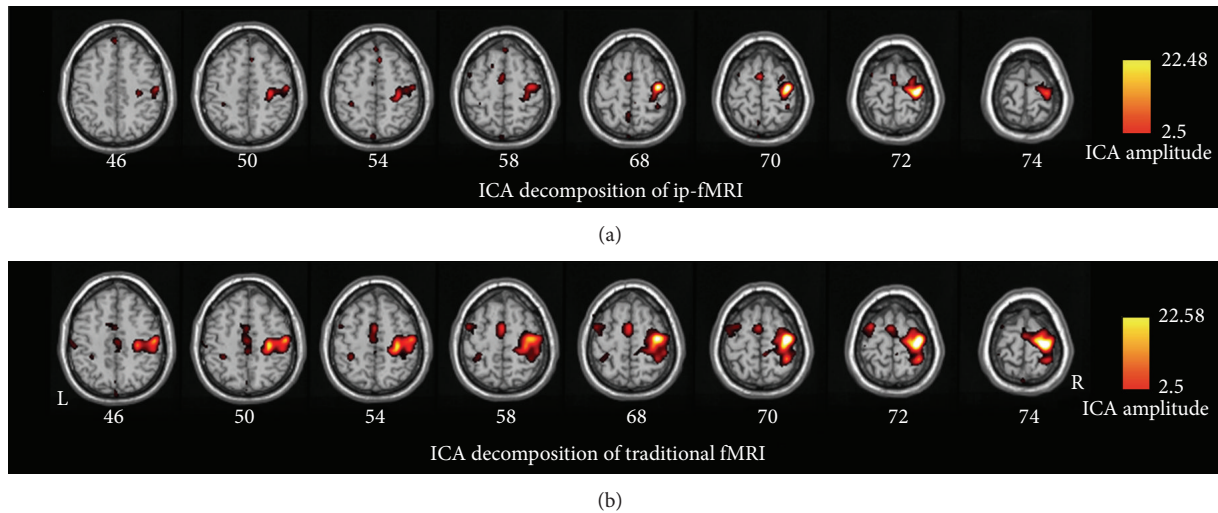 22.48
2.5
ICA amplitude
46 50 54 58 68 70 72 74
ICA decomposition of ip-fMRI
(a)
22.58
2.5
ICA amplitude
L R
46 50 54 58 68 70 72 74
ICA decomposition of traditional fMRI
(b)